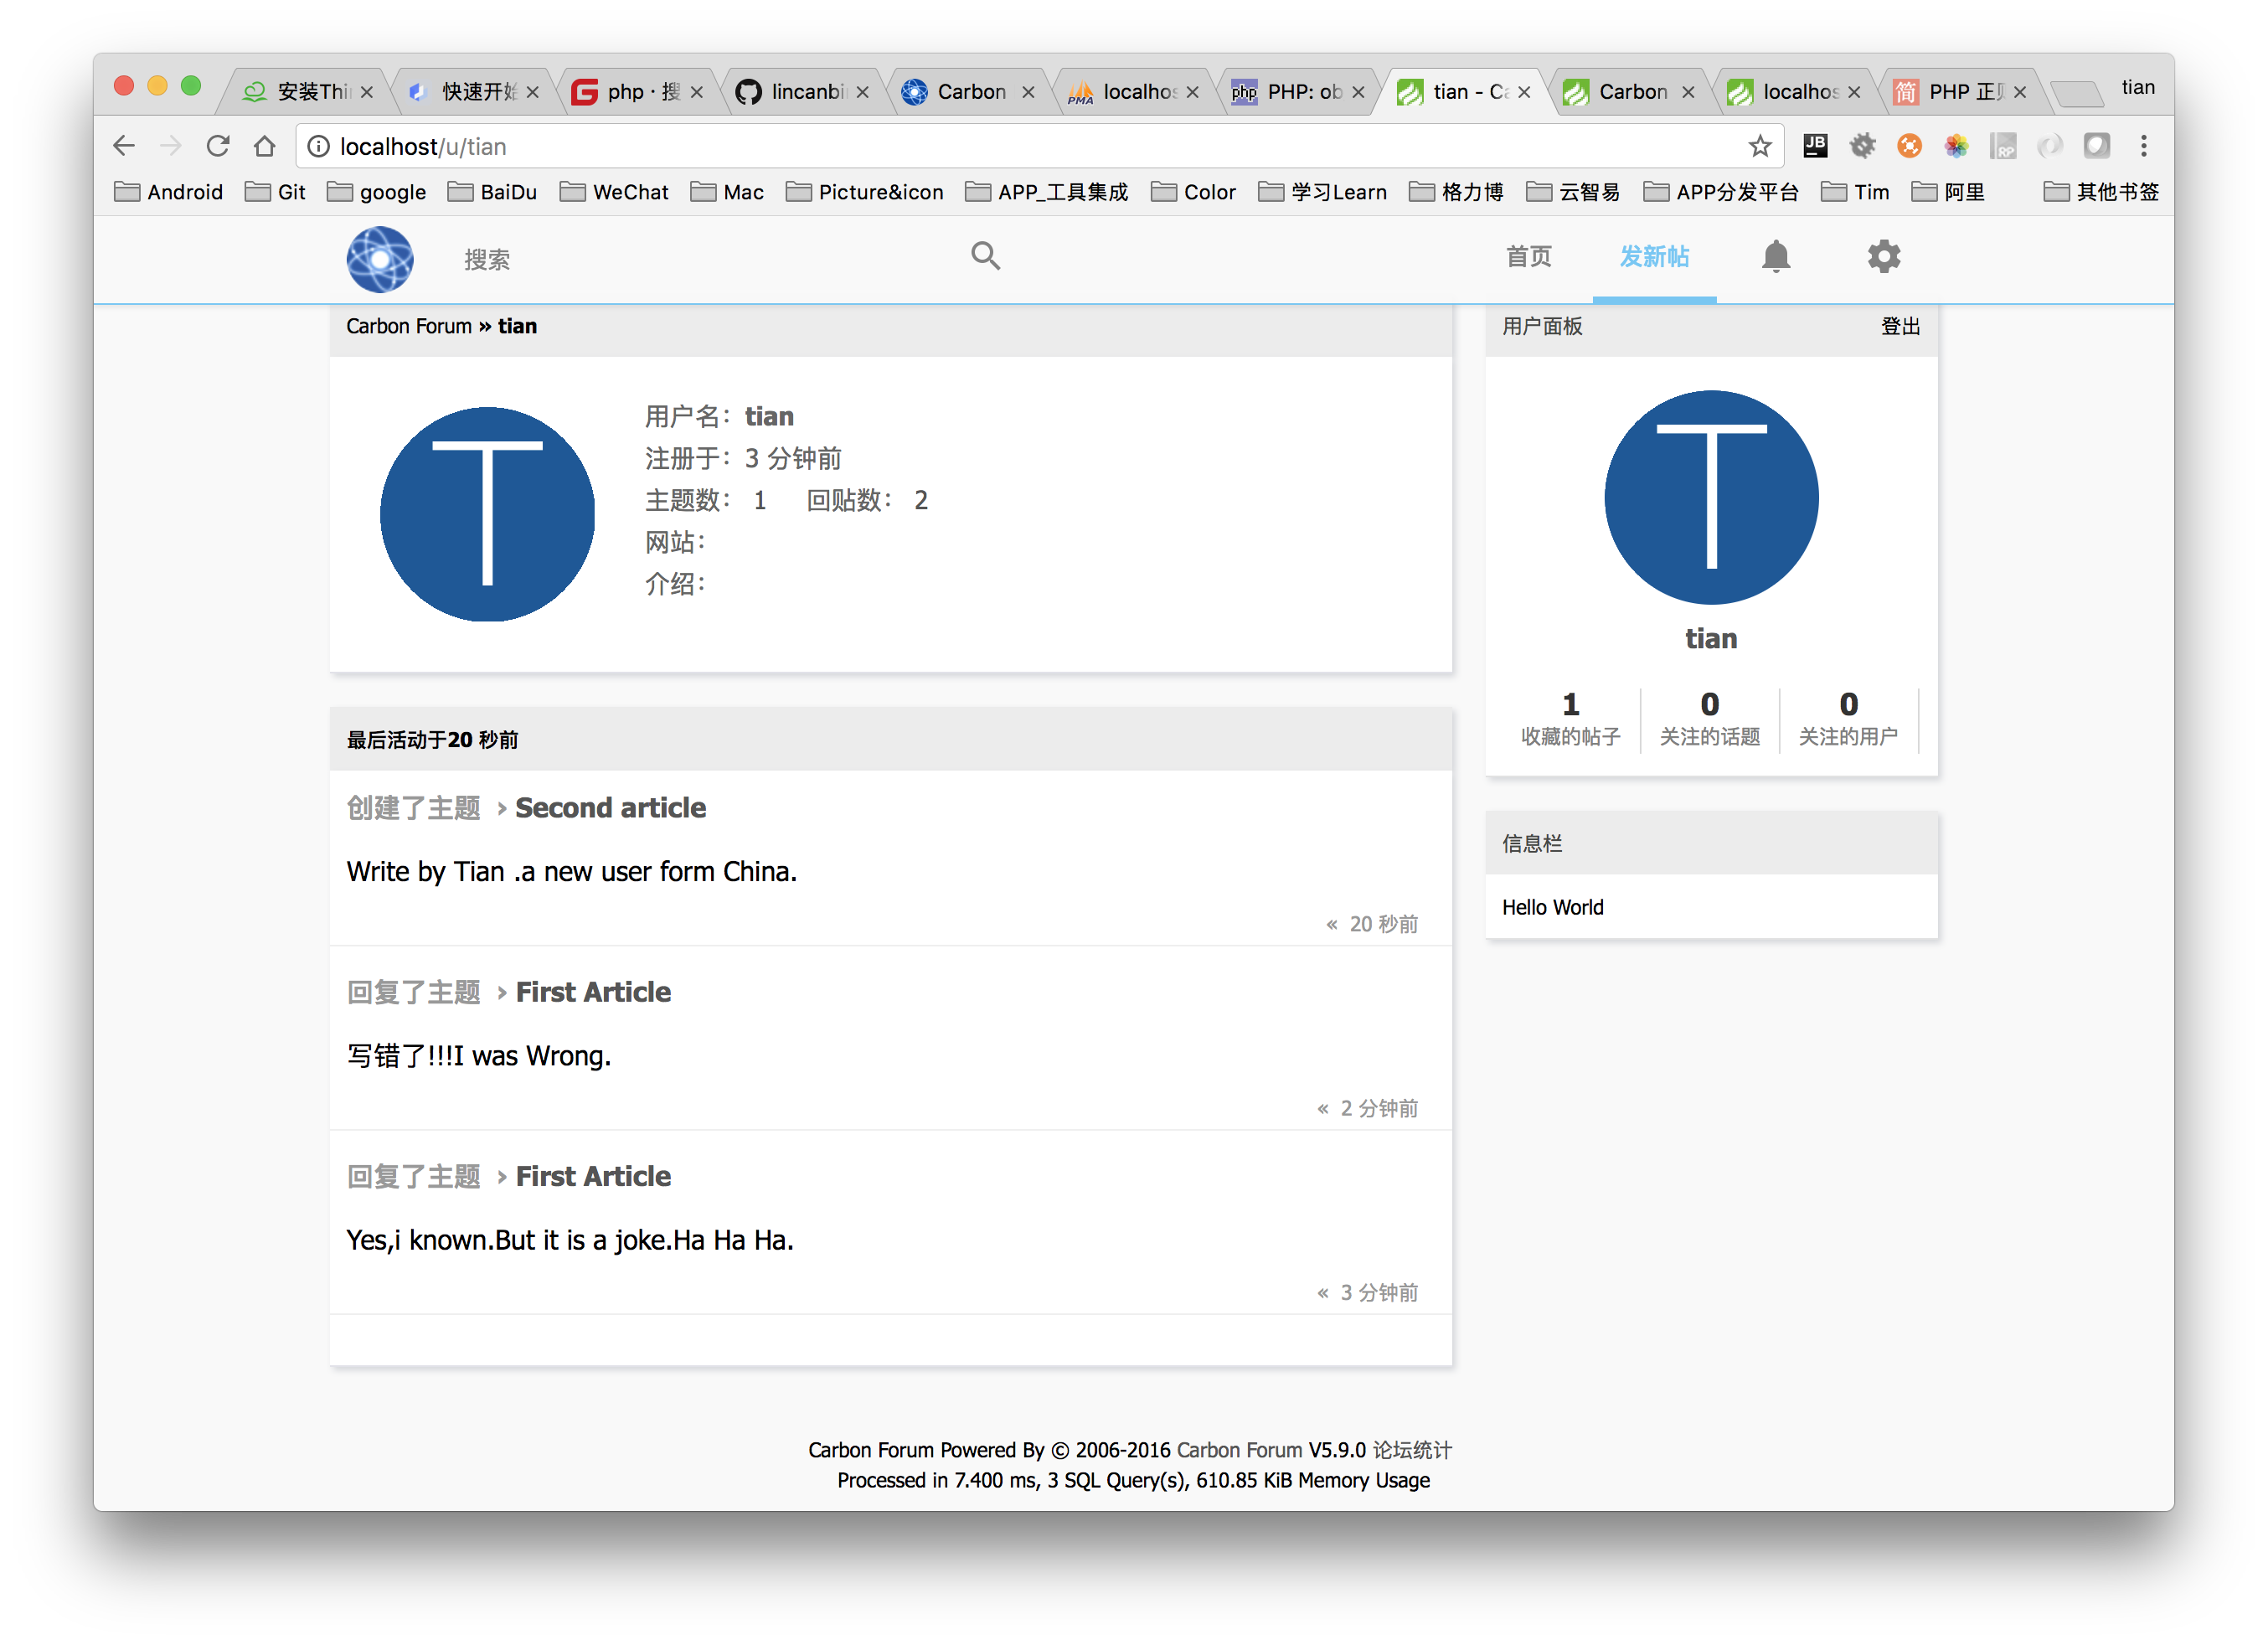 安装Thi
快速开始
php · 搜
lincanbi
Carbon
localhos
PHP: ob
tian - Ca
Carbon
localhos
PHP 正则
tian
localhost/u/tian
Android Git google BaiDu WeChat Mac Picture&icon APP_工具集成 Color 学习Learn 格力博 云智易 APP分发平台 Tim 阿里 其他书签
搜索 首页 发新帖
Carbon Forum » tian
用户面板 登出
T
用户名：tian
注册于：3 分钟前
主题数： 1 回贴数： 2
网站：
介绍：
T
tian
1 0 0
收藏的帖子 关注的话题 关注的用户
最后活动于20 秒前
创建了主题 › Second article
Write by Tian .a new user form China.
« 20 秒前
回复了主题 › First Article
写错了!!!I was Wrong.
« 2 分钟前
回复了主题 › First Article
Yes,i known.But it is a joke.Ha Ha Ha.
« 3 分钟前
信息栏
Hello World
Carbon Forum Powered By © 2006-2016 Carbon Forum V5.9.0 论坛统计
Processed in 7.400 ms, 3 SQL Query(s), 610.85 KiB Memory Usage